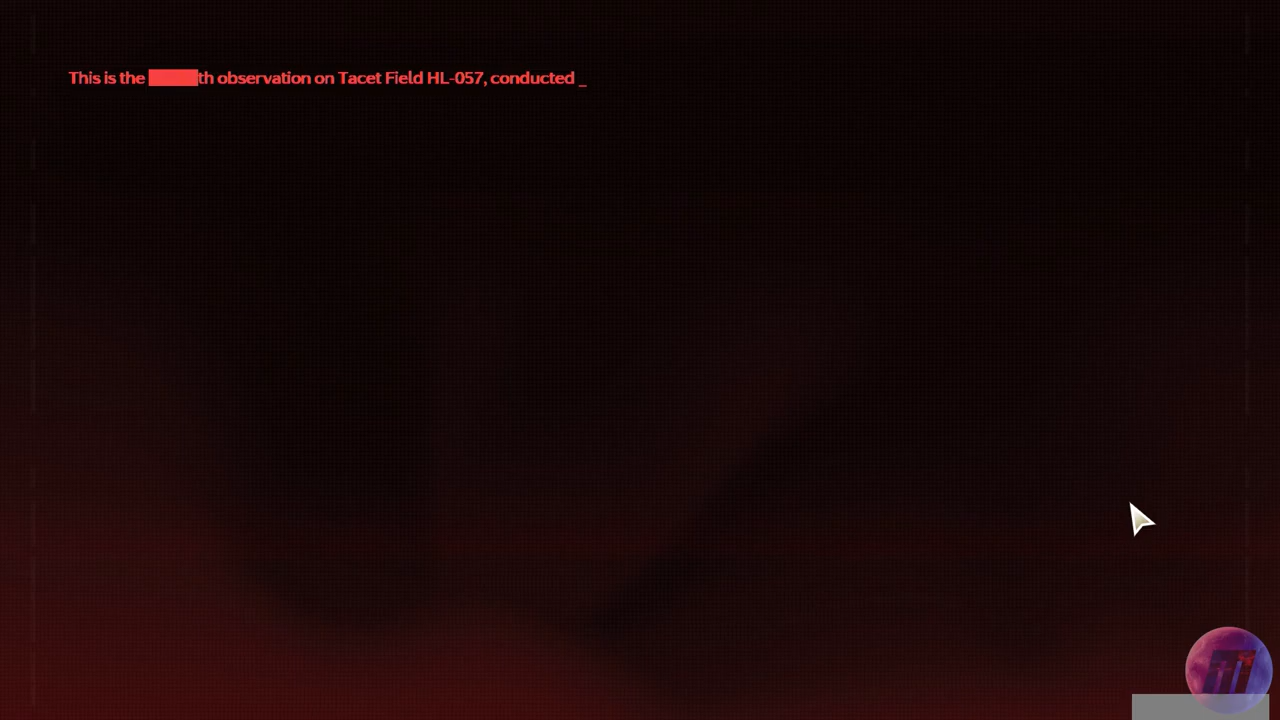 This is the th observation on Tacet Field HL-057, conducted _